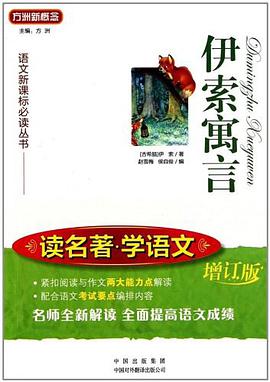 方洲新概念
主编：方 洲
语文新课标必读丛书——
伊索寓言
Dumingzhu Xueyuwen
[古希腊]伊 索／著
赵雪梅 侯自俊／编
读名著·学语文
增订版
• 紧扣阅读与作文两大能力点解读
• 配合语文考试要点编排内容
名师全新解读 全面提高语文成绩
中国出版集团
中国对外翻译出版公司